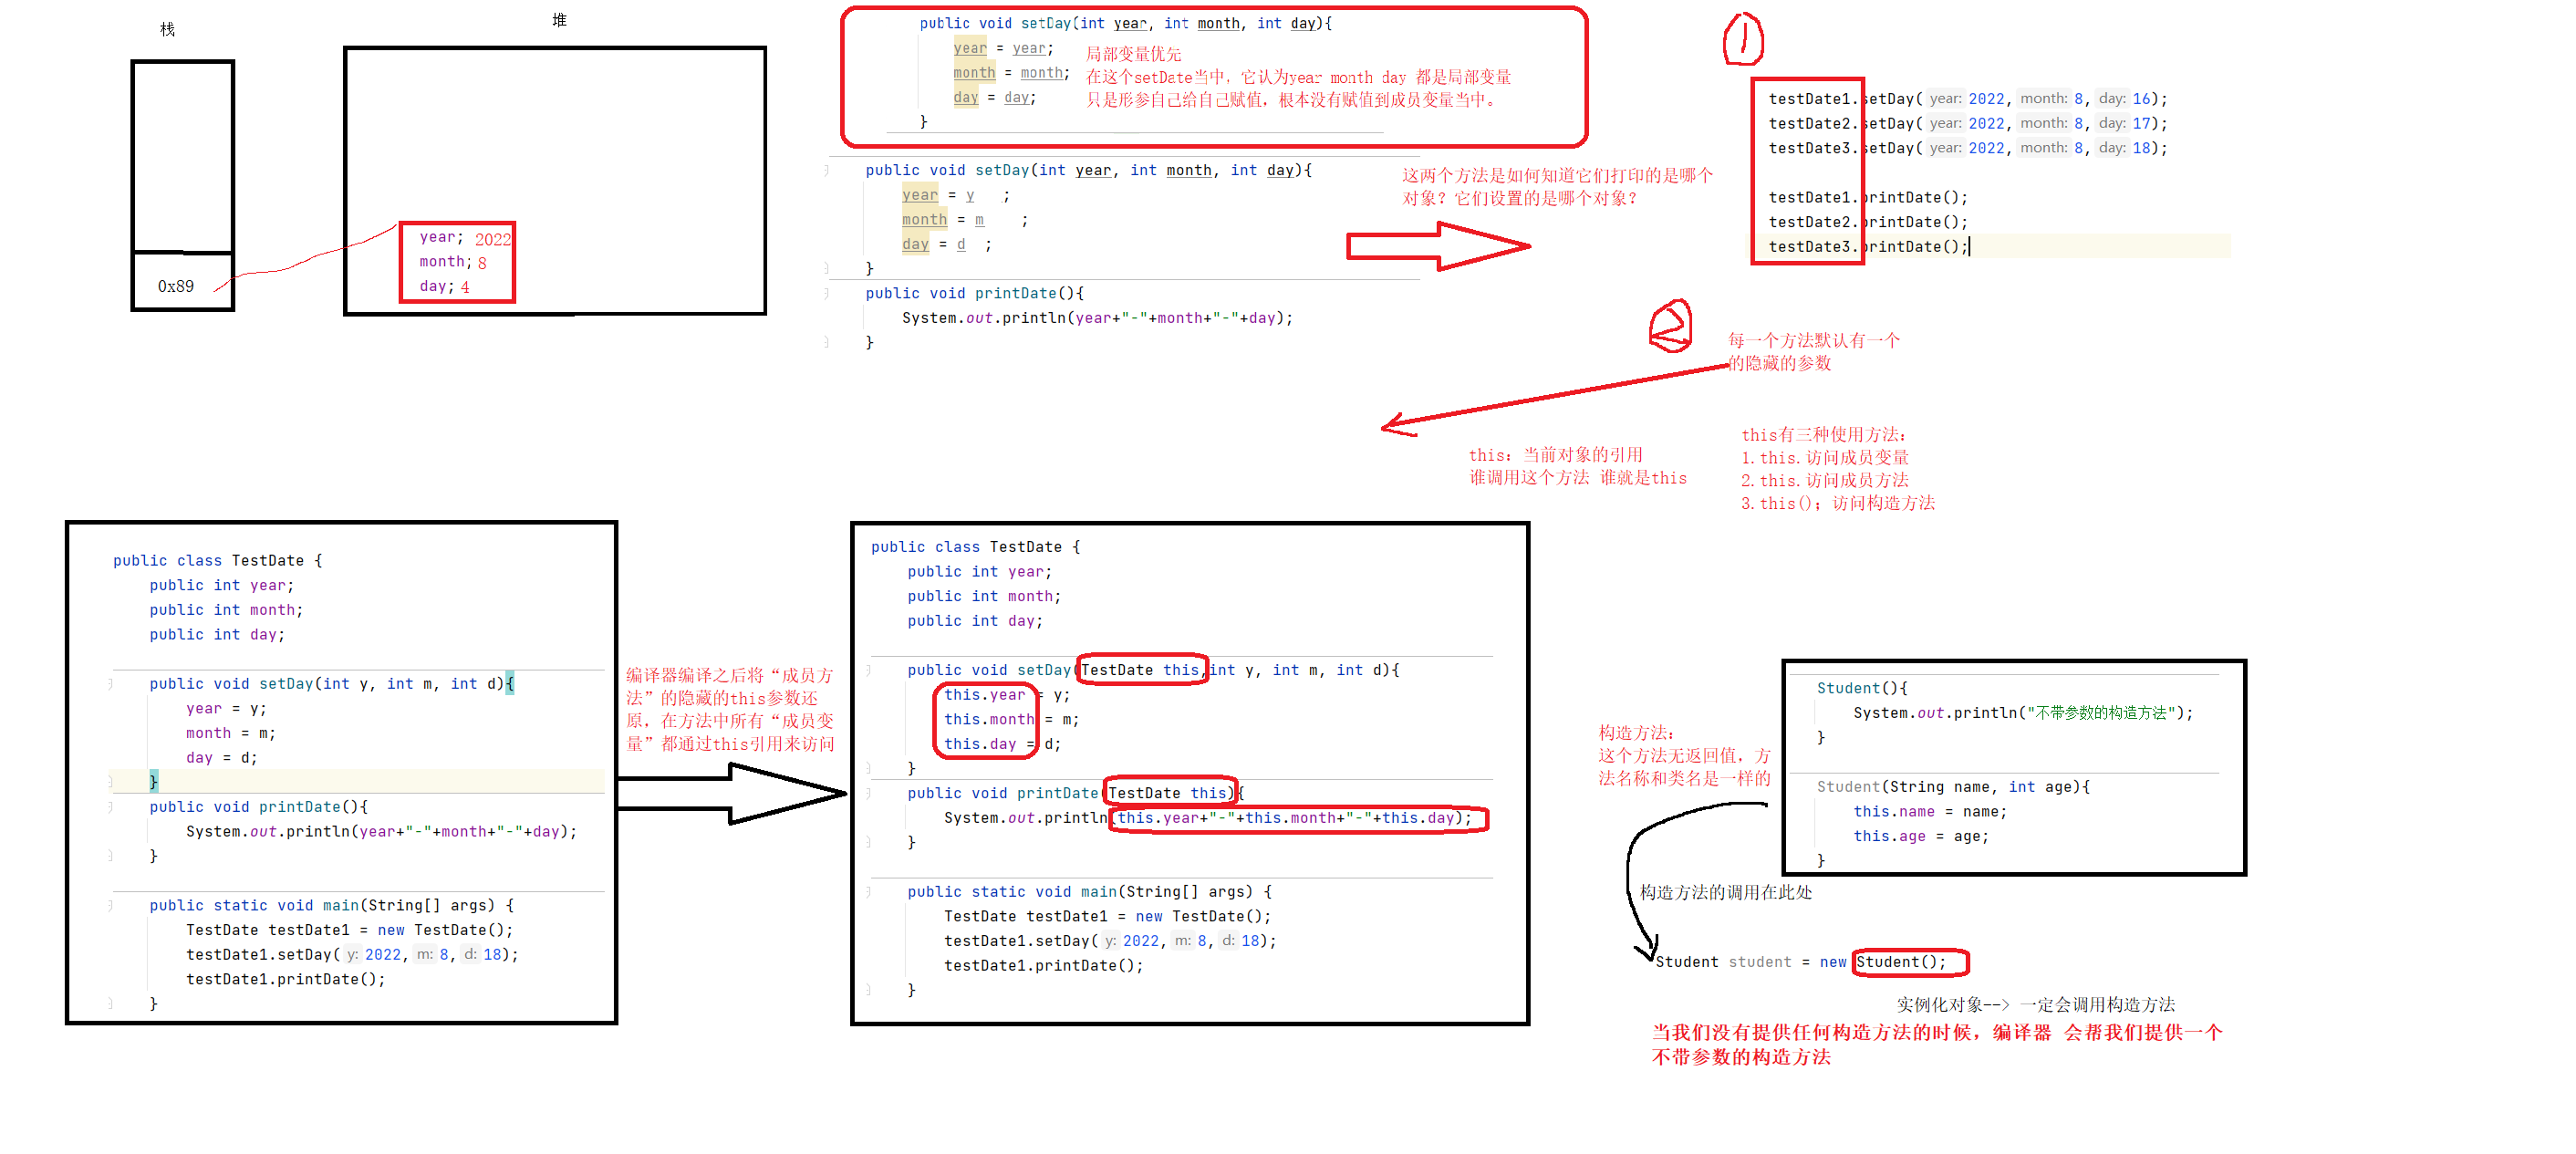 栈
堆
year; 2022
month; 8
day; 4
0x89
public void setDay(int year, int month, int day){
year = year;
month = month;
day = day;
}
局部变量优先
在这个setDate当中，它认为year month day 都是局部变量
只是形参自己给自己赋值，根本没有赋值到成员变量当中。
public void setDay(int year, int month, int day){
year = y ;
month = m ;
day = d ;
}
public void printDate(){
System.out.println(year+"-"+month+"-"+day);
}
这两个方法是如何知道它们打印的是哪个
对象？它们设置的是哪个对象？
1
testDate1.setDay( year: 2022, month: 8, day: 16);
testDate2.setDay( year: 2022, month: 8, day: 17);
testDate3.setDay( year: 2022, month: 8, day: 18);
testDate1.printDate();
testDate2.printDate();
testDate3.printDate();
2
每一个方法默认有一个
的隐藏的参数
this：当前对象的引用
谁调用这个方法 谁就是this
this有三种使用方法：
1.this.访问成员变量
2.this.访问成员方法
3.this()；访问构造方法
public class TestDate {
public int year;
public int month;
public int day;
public void setDay(int y, int m, int d){
year = y;
month = m;
day = d;
}
public void printDate(){
System.out.println(year+"-"+month+"-"+day);
}
public static void main(String[] args) {
TestDate testDate1 = new TestDate();
testDate1.setDay( y: 2022, m: 8, d: 18);
testDate1.printDate();
}
编译器编译之后将“成员方
法”的隐藏的this参数还
原，在方法中所有“成员变
量”都通过this引用来访问
public class TestDate {
public int year;
public int month;
public int day;
public void setDay(TestDate this,int y, int m, int d){
this.year = y;
this.month = m;
this.day = d;
}
public void printDate(TestDate this){
System.out.println(this.year+"-"+this.month+"-"+this.day);
}
public static void main(String[] args) {
TestDate testDate1 = new TestDate();
testDate1.setDay( y: 2022, m: 8, d: 18);
testDate1.printDate();
}
构造方法：
这个方法无返回值，方
法名称和类名是一样的
Student(){
System.out.println("不带参数的构造方法");
}
Student(String name, int age){
this.name = name;
this.age = age;
}
构造方法的调用在此处
Student student = new Student();
实例化对象--> 一定会调用构造方法
当我们没有提供任何构造方法的时候，编译器 会帮我们提供一个
不带参数的构造方法